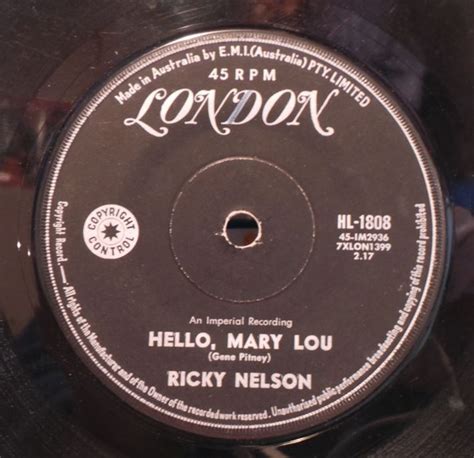 Made in Australia by E.M.I.(Australia) PTY. LIMITED
45 RPM
LONDON
COPYRIGHT CONTROL
HL-1808
45-IM2936
7XLON1399
2.17
An Imperial Recording
HELLO, MARY LOU
(Gene Pitney)
RICKY NELSON
Copyright Record.— All rights of the Manufacturer and of the Owner of the recorded work reserved. Unauthorised public performance broadcasting and copying of this record prohibited